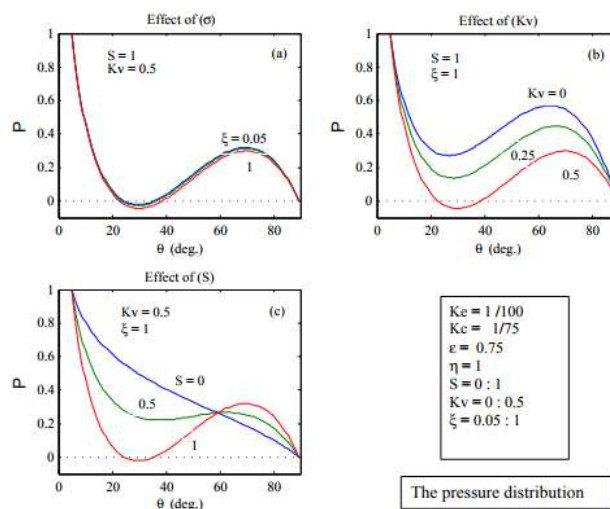 Effect of (σ)
S = 1
Kv = 0.5
(a)
ξ = 0.05
1
P
1
0.8
0.6
0.4
0.2
0
0 20 40 60 80
θ (deg.)
Effect of (Kv)
S = 1
ξ = 1
(b)
Kv = 0
0.25
0.5
P
1
0.8
0.6
0.4
0.2
0
0 20 40 60 80
θ (deg.)
Effect of (S)
Kv = 0.5
ξ = 1
(c)
S = 0
0.5
1
P
1
0.8
0.6
0.4
0.2
0
0 20 40 60 80
θ (deg.)
Ke = 1 /100
Kc = 1/75
ε = 0.75
η = 1
S = 0 : 1
Kv = 0 : 0.5
ξ = 0.05 : 1
The pressure distribution